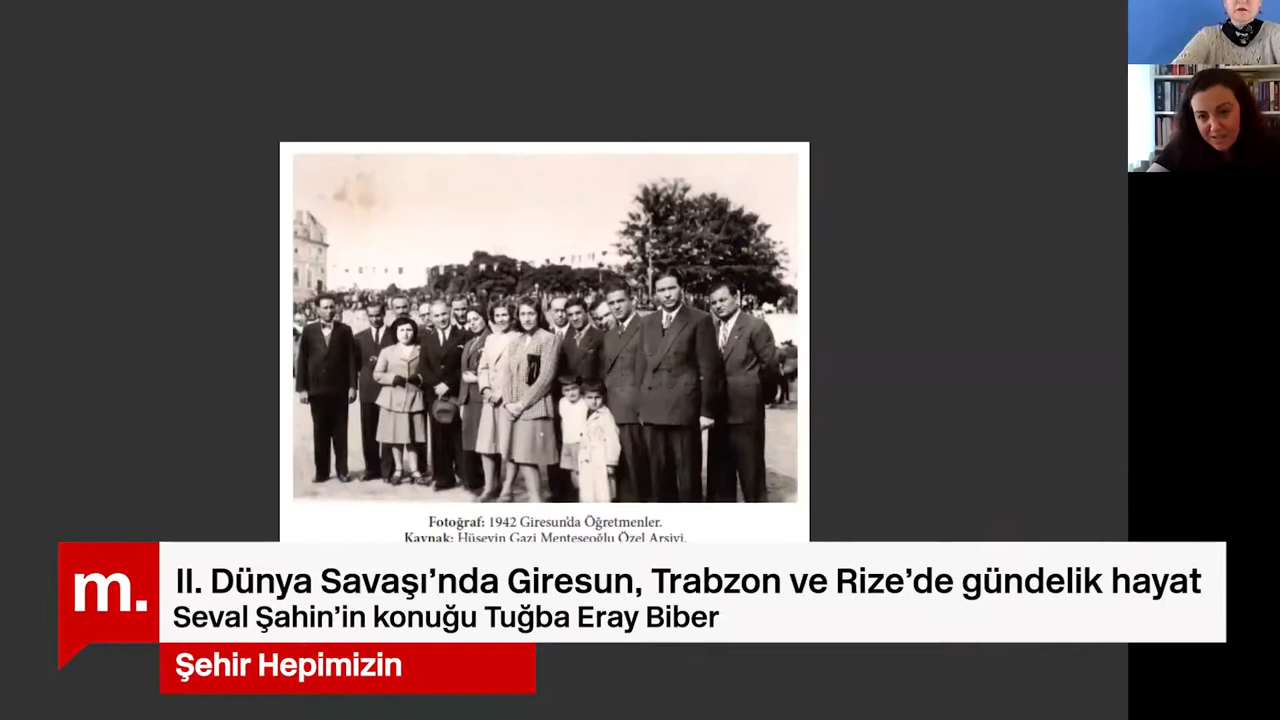 Fotoğraf: 1942 Giresun'da Öğretmenler.
Kaynak: Hüseyin Gazi Menteşeoğlu Özel Arşivi.
m.
II. Dünya Savaşı’nda Giresun, Trabzon ve Rize’de gündelik hayat
Seval Şahin’in konuğu Tuğba Eray Biber
Şehir Hepimizin